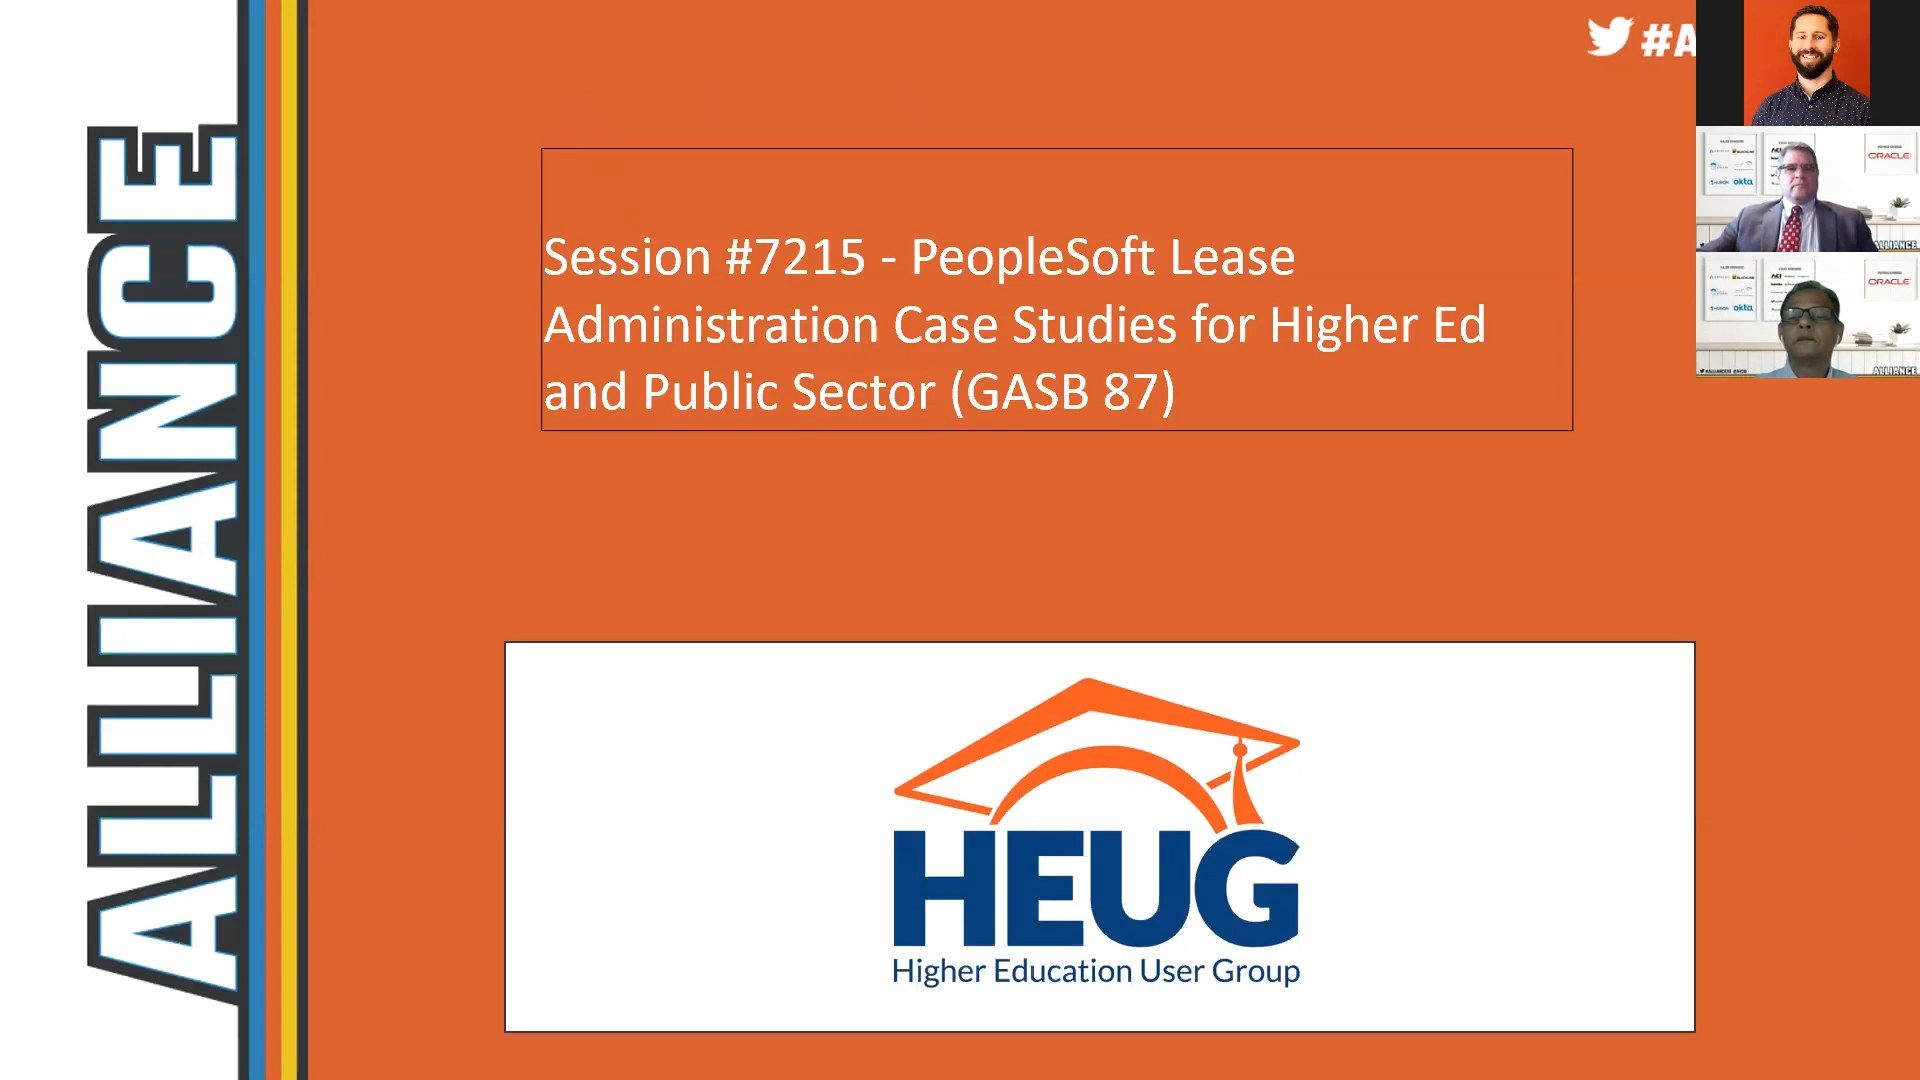 ALLIANCE
#A
Session #7215 - PeopleSoft Lease
Administration Case Studies for Higher Ed
and Public Sector (GASB 87)
HEUG
Higher Education User Group
ORACLE
okta
ALLIANCE
ORACLE
okta
ALLIANCE